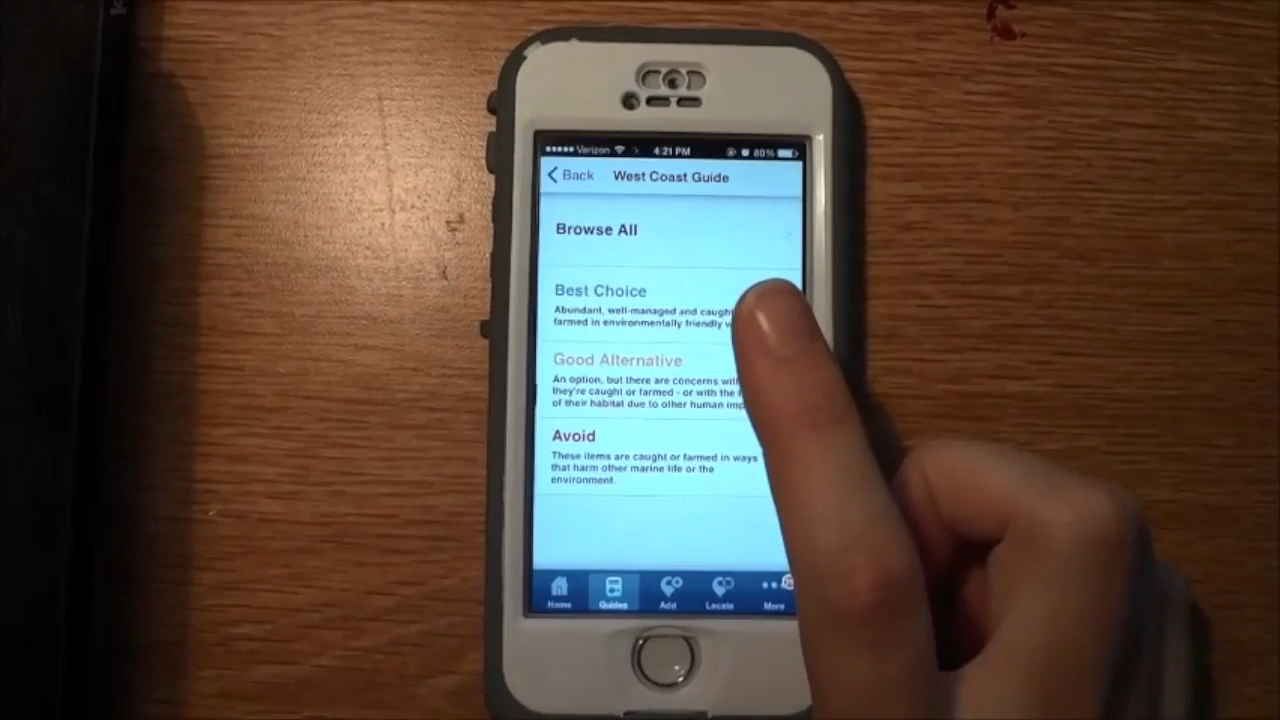 Verizon 4:21 PM 80%
Back West Coast Guide
Browse All
Best Choice
Abundant, well-managed and caught
farmed in environmentally friendly
Good Alternative
An option, but there are concerns with
they're caught or farmed - or with the
of their habitat due to other human
Avoid
These items are caught or farmed in ways
that harm other marine life or the
environment.
Home Guides Add Locate More